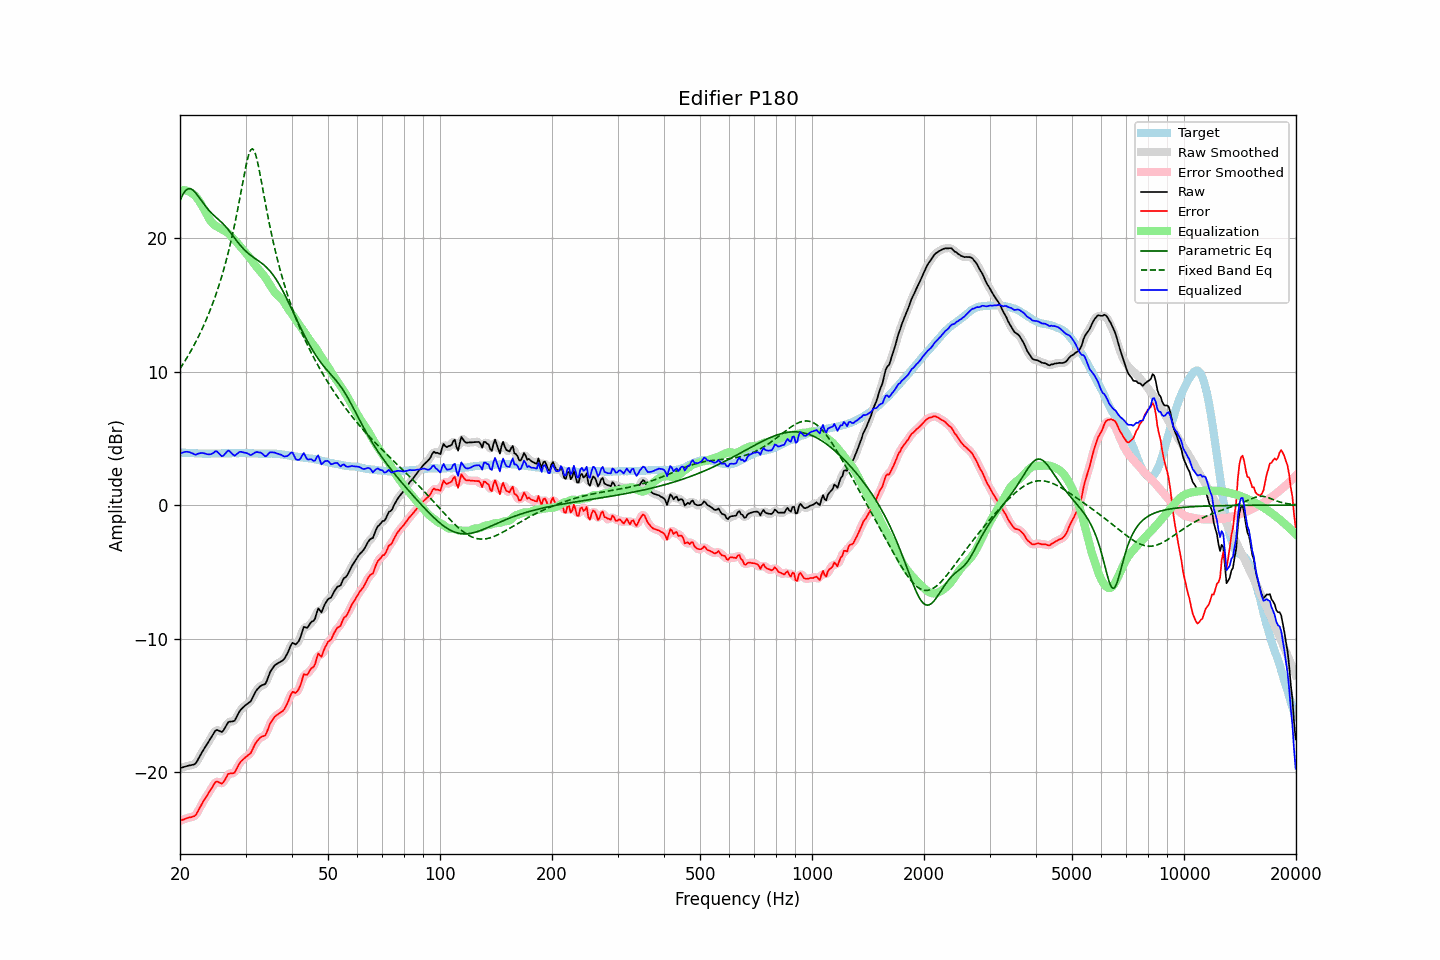 Edifier P180
Target
Raw Smoothed
Error Smoothed
Raw
Error
Equalization
Parametric Eq
Fixed Band Eq
Equalized
Amplitude (dBr)
20
10
0
−10
−20
20
50
100
200
500
1000
2000
5000
10000
20000
Frequency (Hz)